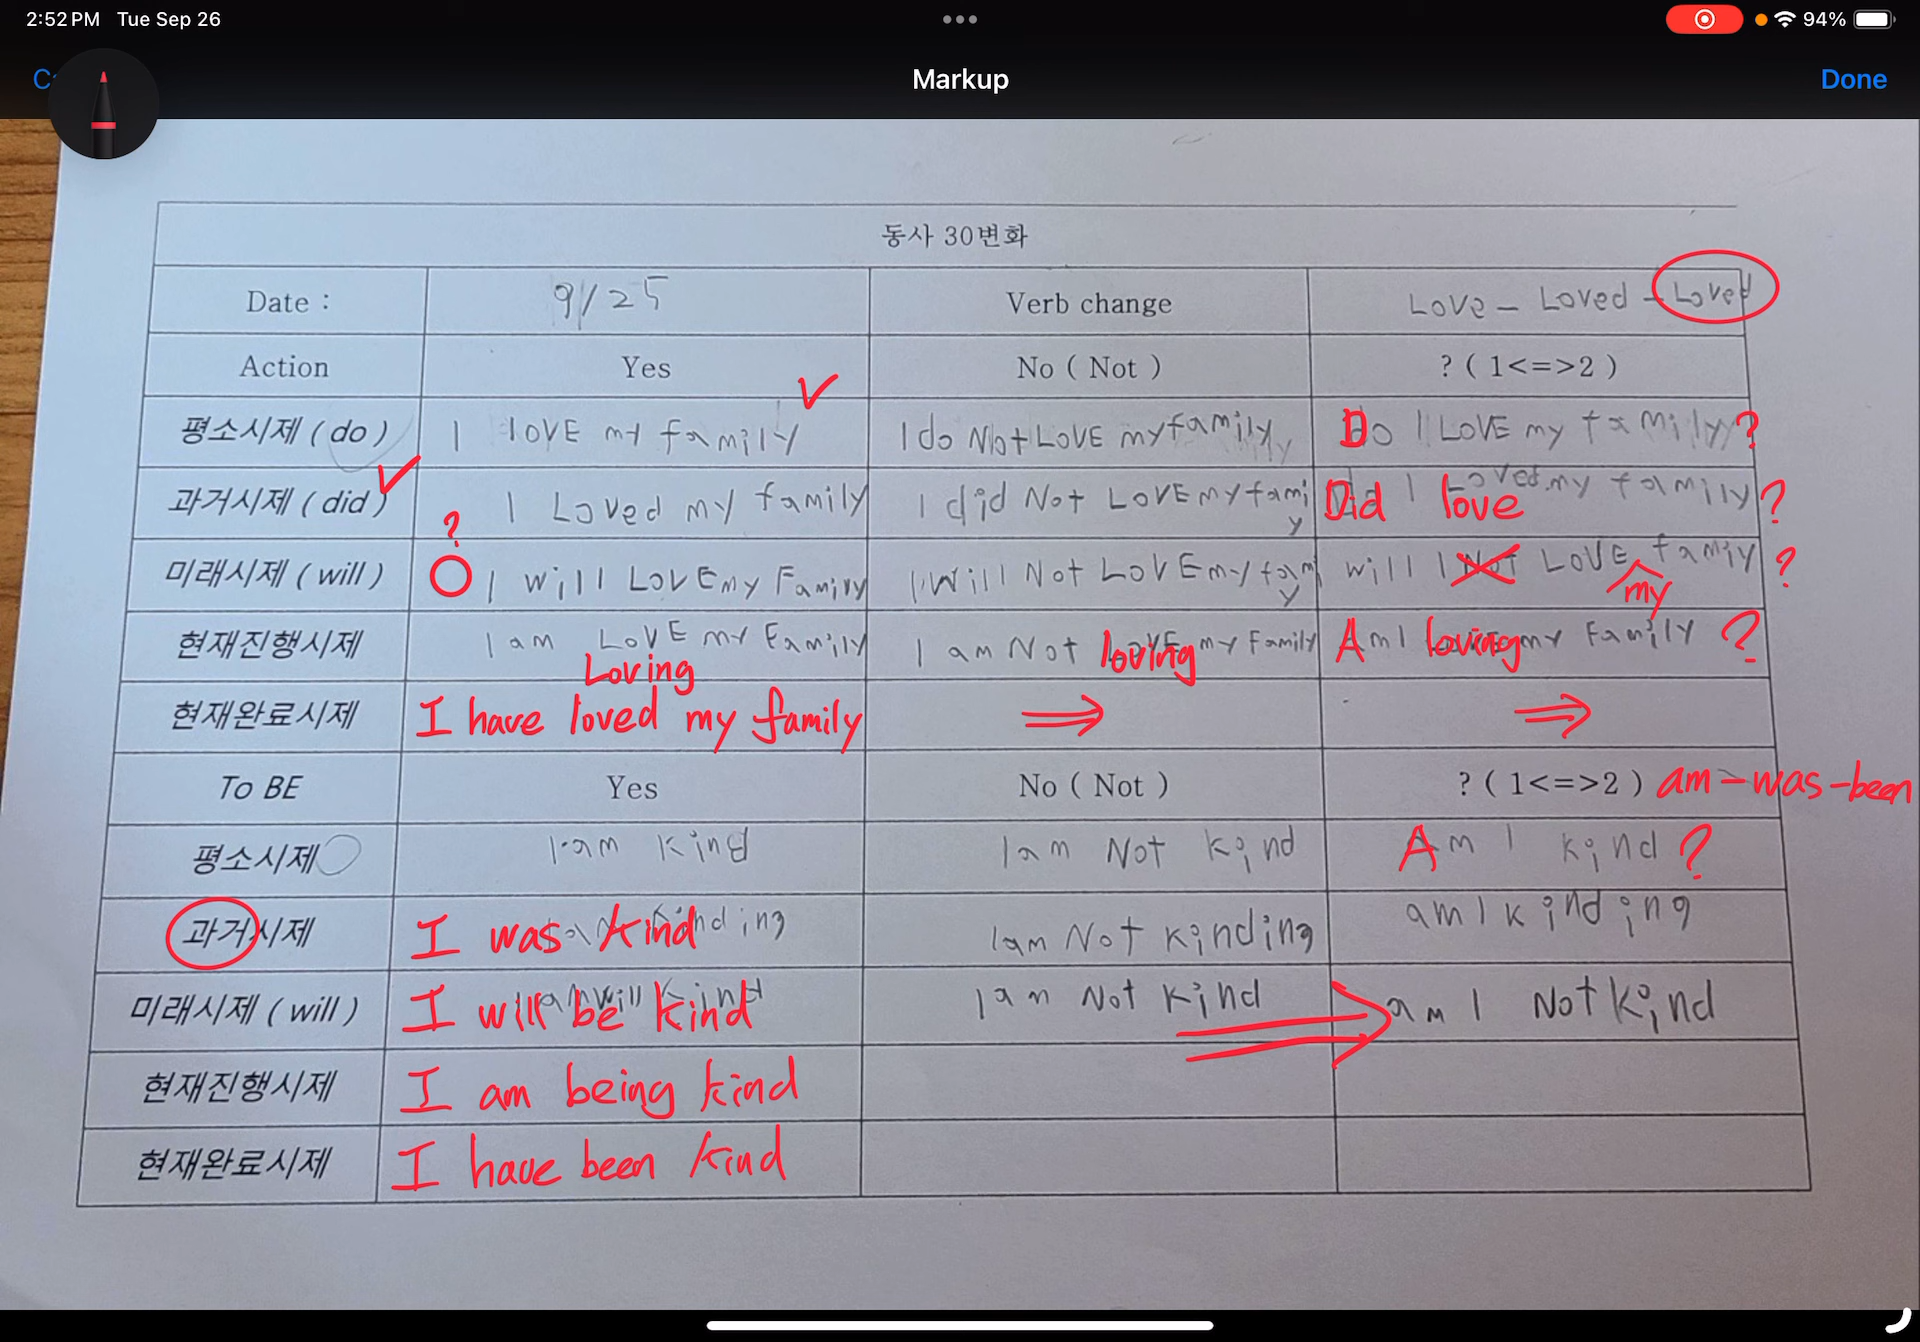 2:52 PM Tue Sep 26
94%
Markup
Done
동사 30변화
Date : 9/25 Verb change Love - Loved - Loved
Action Yes No ( Not ) ? ( 1<=>2 )
평소시제 ( do ) I lOVE my family I do Not LOVE my family Do I LOVE my family?
과거시제 ( did ) I Loved my family I did Not LOVE my famiy Did I love my family?
?
미래시제 ( will ) I will LOVE my Family I Will Not LOVE my famy will I Not LOVE famiy ?
my
현재진행시제 I am LOVE my Family I am Not loving my Family Am I loving my Family ?
Loving
현재완료시제 I have loved my family
To BE Yes No ( Not ) ? ( 1<=>2 ) am - was - been
평소시제 I am kind I am Not kind Am I kind ?
과거시제 I was kind I am Not kinding am I kinding
미래시제 ( will ) I will be kind I am Not kind am I Not kind
현재진행시제 I am being kind
현재완료시제 I have been kind